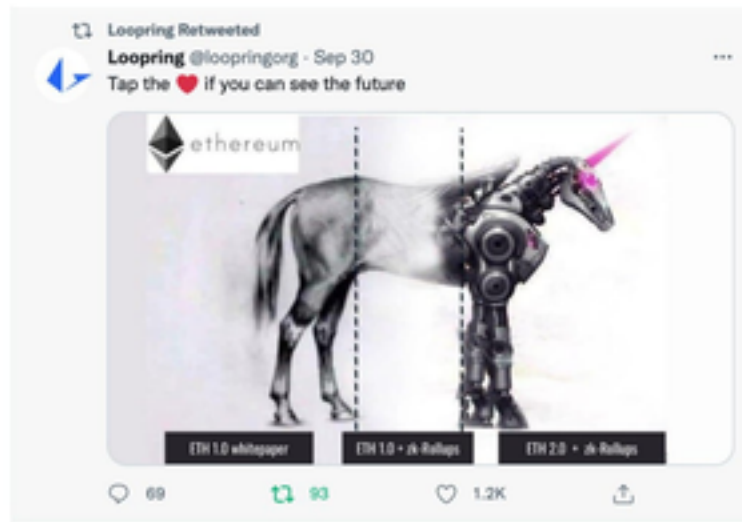 Loopring Retweeted
Loopring @loopringorg · Sep 30
Tap the ❤️ if you can see the future
ethereum
ETH 1.0 whitepaper
ETH 1.0 + zk-Rollups
ETH 2.0 + zk-Rollups
69 93 1.2K